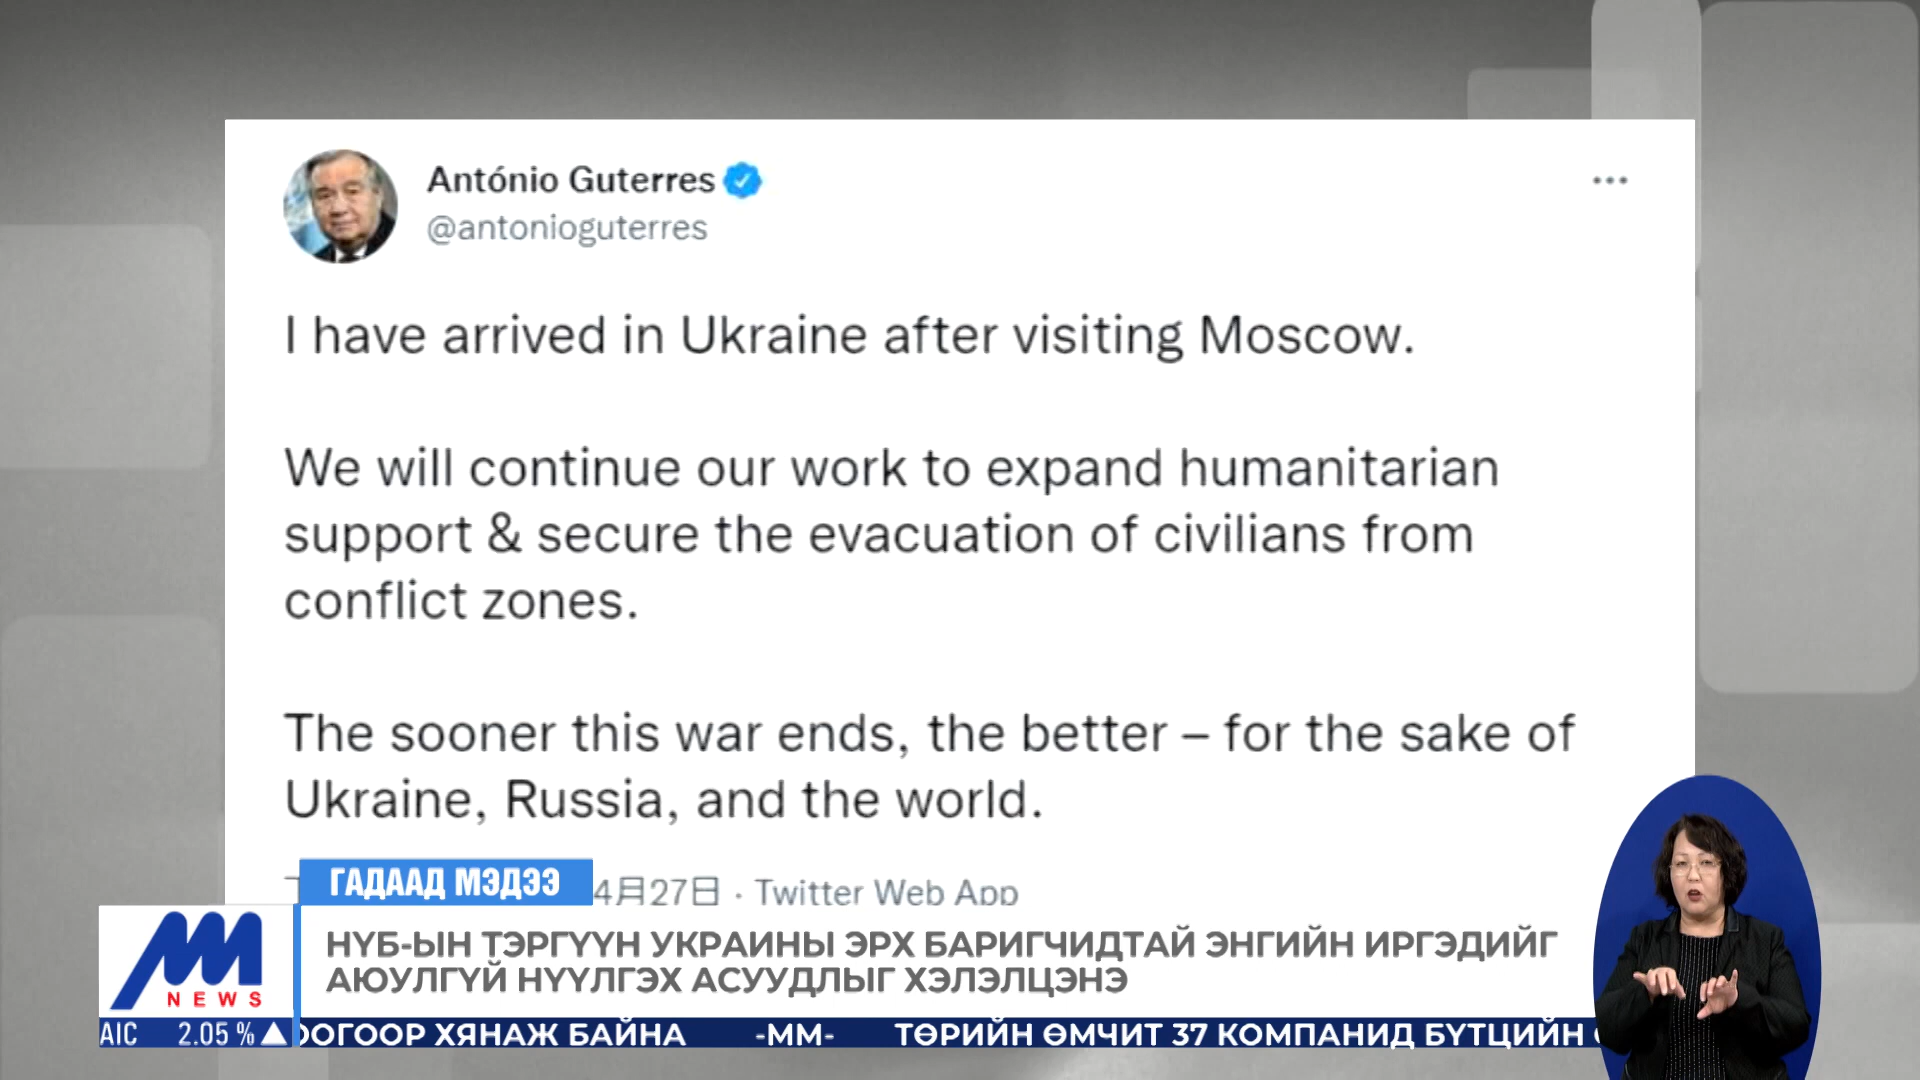 António Guterres
@antonioguterres
I have arrived in Ukraine after visiting Moscow.
We will continue our work to expand humanitarian
support & secure the evacuation of civilians from
conflict zones.
The sooner this war ends, the better – for the sake of
Ukraine, Russia, and the world.
4月27日 · Twitter Web App
ГАДААД МЭДЭЭ
НҮБ-ЫН ТЭРГҮҮН УКРАИНЫ ЭРХ БАРИГЧИДТАЙ ЭНГИЙН ИРГЭДИЙГ
АЮУЛГҮЙ НҮҮЛГЭХ АСУУДЛЫГ ХЭЛЭЛЦЭНЭ
NEWS
AIC 2.05 % ▲ ХЯНАЖ БАЙНА -ММ- ТӨРИЙН ӨМЧИТ 37 КОМПАНИД БҮТЦИЙН